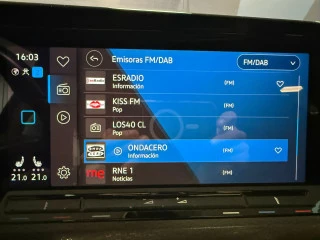 16:03
Emisoras FM/DAB
FM/DAB
ESRADIO
Información
(FM)
KISS FM
Pop
(FM)
LOS40 CL
Pop
(FM)
ONDACERO
Información
(FM)
RNE 1
Noticias
(FM)
21.0 21.0